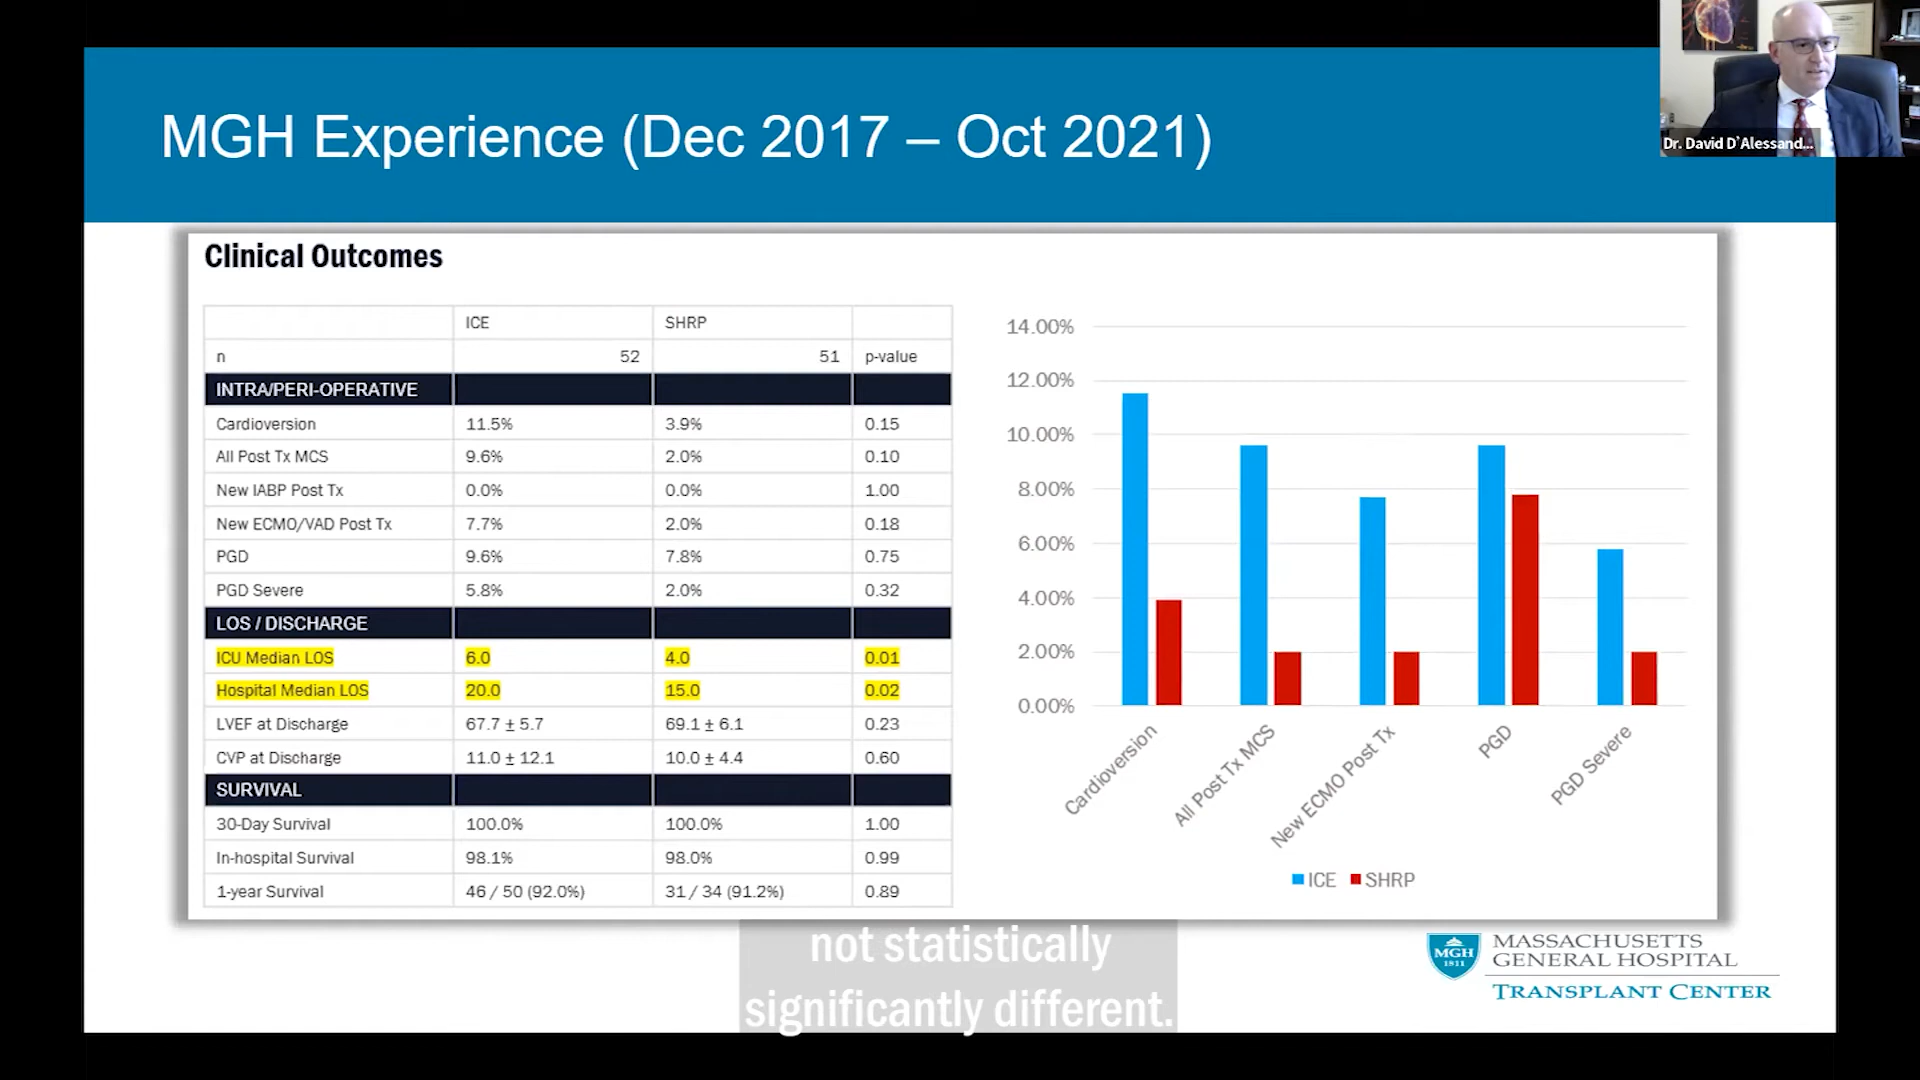 MGH Experience (Dec 2017 – Oct 2021)
Dr. David D'Alessand...
Clinical Outcomes
ICE SHRP
n 52 51 p-value
INTRA/PERI-OPERATIVE
Cardioversion 11.5% 3.9% 0.15
All Post Tx MCS 9.6% 2.0% 0.10
New IABP Post Tx 0.0% 0.0% 1.00
New ECMO/VAD Post Tx 7.7% 2.0% 0.18
PGD 9.6% 7.8% 0.75
PGD Severe 5.8% 2.0% 0.32
LOS / DISCHARGE
ICU Median LOS 6.0 4.0 0.01
Hospital Median LOS 20.0 15.0 0.02
LVEF at Discharge 67.7 ± 5.7 69.1 ± 6.1 0.23
CVP at Discharge 11.0 ± 12.1 10.0 ± 4.4 0.60
SURVIVAL
30-Day Survival 100.0% 100.0% 1.00
In-hospital Survival 98.1% 98.0% 0.99
1-year Survival 46 / 50 (92.0%) 31 / 34 (91.2%) 0.89
14.00%
12.00%
10.00%
8.00%
6.00%
4.00%
2.00%
0.00%
Cardioversion
All Post Tx MCS
New ECMO Post Tx
PGD
PGD Severe
ICE SHRP
not statistically
significantly different.
MGH
1811
MASSACHUSETTS
GENERAL HOSPITAL
TRANSPLANT CENTER